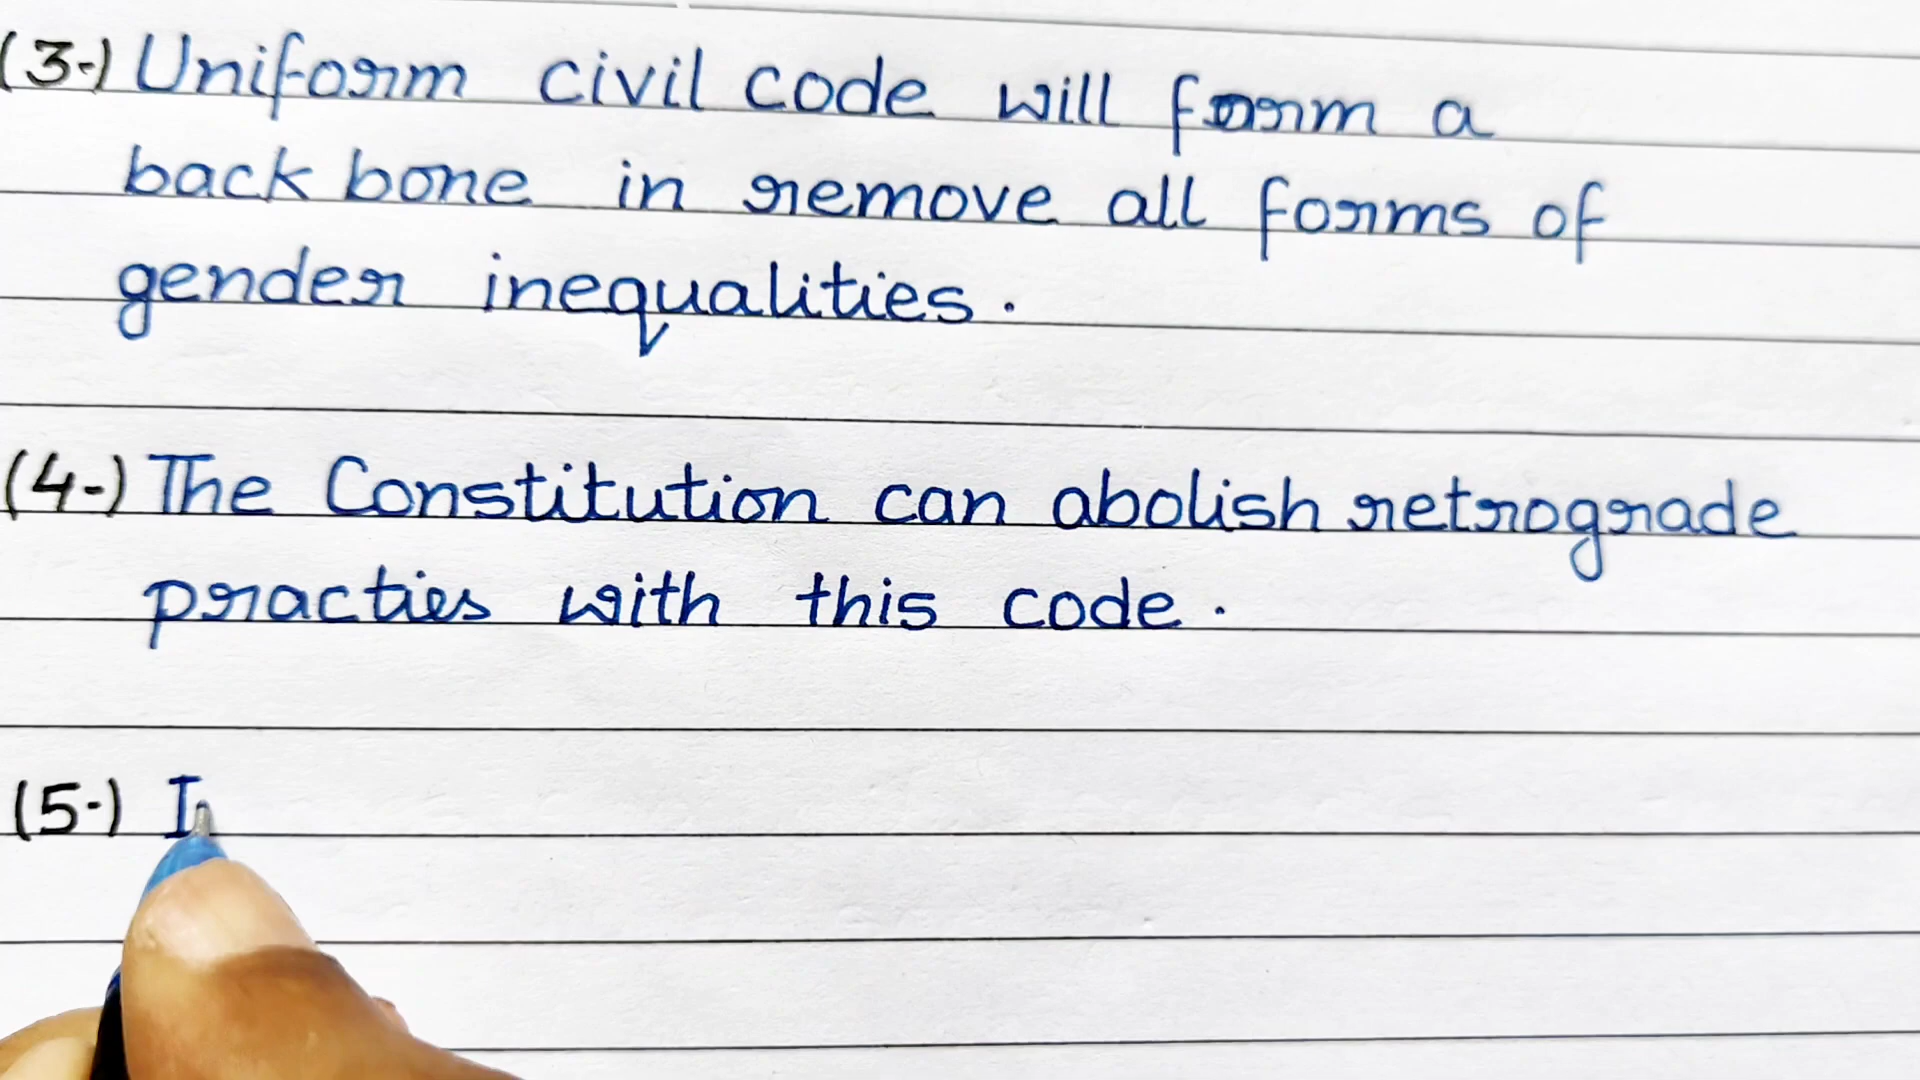 (3.) Uniform civil code will form a
back bone in remove all forms of
gender inequalities.
(4.) The Constitution can abolish retrograde
practies with this code.
(5.) I